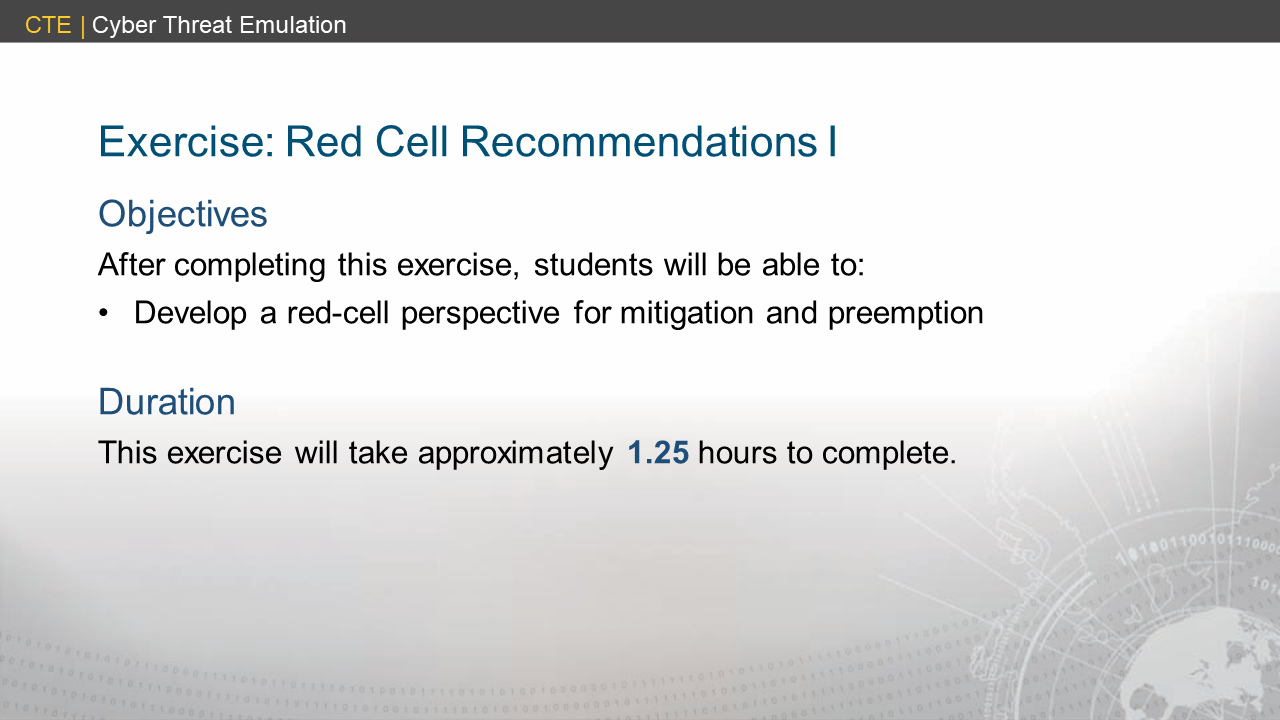 CTE | Cyber Threat Emulation
Exercise: Red Cell Recommendations I
Objectives
After completing this exercise, students will be able to:
• Develop a red-cell perspective for mitigation and preemption
Duration
This exercise will take approximately 1.25 hours to complete.